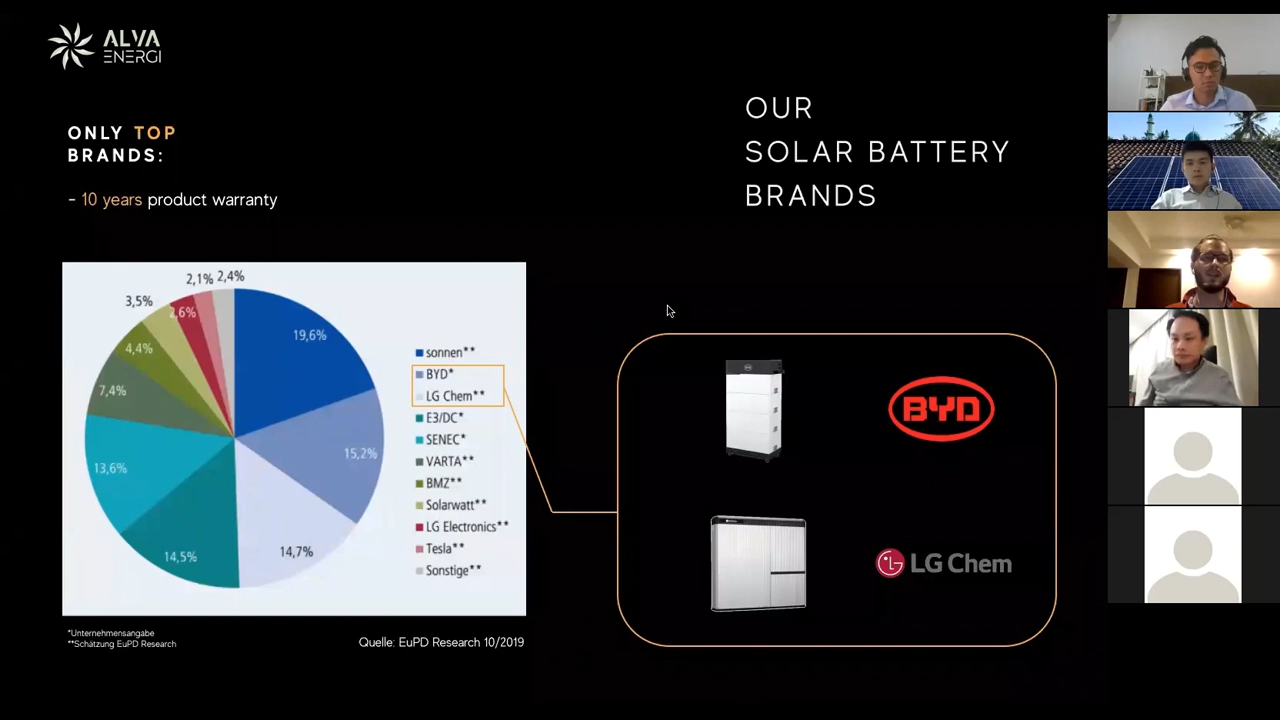 ALVA
ENERGI
ONLY TOP
BRANDS:
- 10 years product warranty
OUR
SOLAR BATTERY
BRANDS
2,1% 2,4%
3,5%
2,6%
19,6%
4,4%
7,4%
15,2%
13,6%
14,7%
14,5%
sonnen**
BYD*
LG Chem**
E3/DC*
SENEC*
VARTA**
BMZ**
Solarwatt**
LG Electronics**
Tesla**
Sonstige**
*Unternehmensangabe
**Schätzung EuPD Research
Quelle: EuPD Research 10/2019
BYD
LG Chem